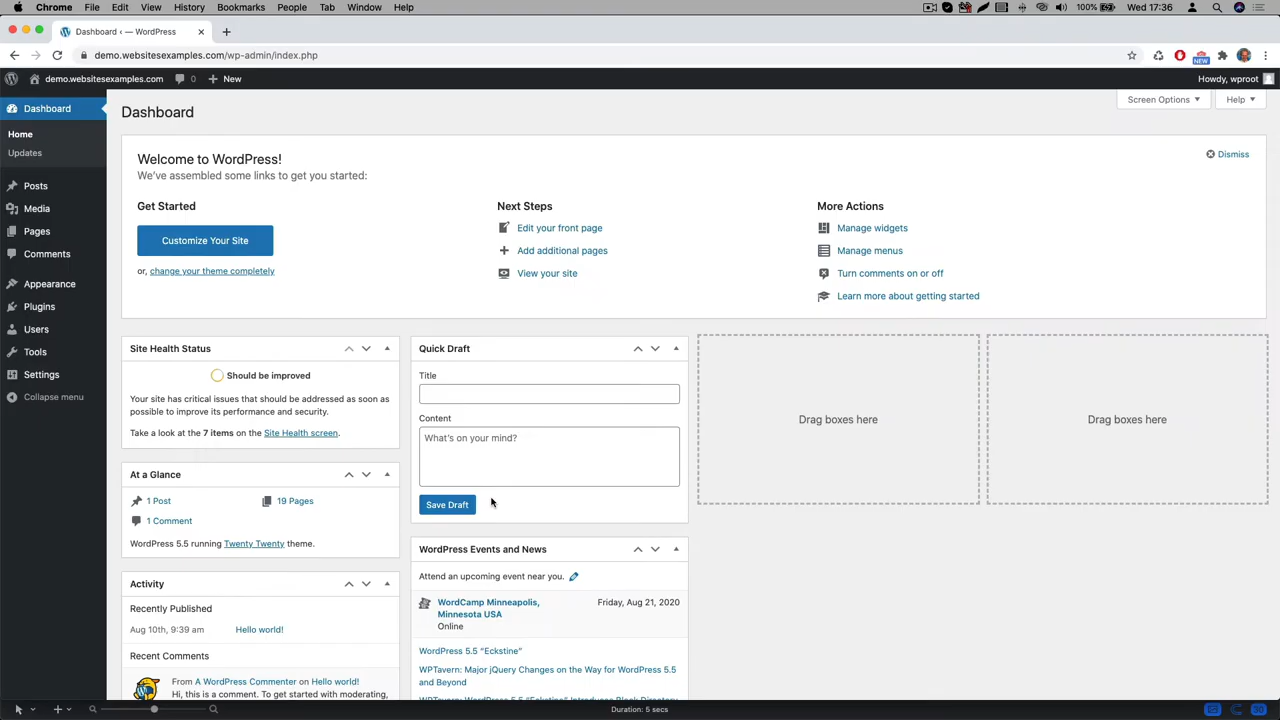 Chrome File Edit View History Bookmarks People Tab Window Help 100% Wed 17:36
Dashboard ‹ — WordPress
demo.websitesexamples.com/wp-admin/index.php
NEW
demo.websitesexamples.com 0 New Howdy, wproot
Dashboard
Home
Updates
Posts
Media
Pages
Comments
Appearance
Plugins
Users
Tools
Settings
Collapse menu
Dashboard
Screen Options Help
Welcome to WordPress!
We've assembled some links to get you started:
Dismiss
Get Started
Customize Your Site
or, change your theme completely
Next Steps
Edit your front page
Add additional pages
View your site
More Actions
Manage widgets
Manage menus
Turn comments on or off
Learn more about getting started
Site Health Status
Should be improved
Your site has critical issues that should be addressed as soon as
possible to improve its performance and security.
Take a look at the 7 items on the Site Health screen.
At a Glance
1 Post 19 Pages
1 Comment
WordPress 5.5 running Twenty Twenty theme.
Activity
Recently Published
Aug 10th, 9:39 am Hello world!
Recent Comments
From A WordPress Commenter on Hello world!
Hi, this is a comment. To get started with moderating,
Quick Draft
Title
Content
What's on your mind?
Save Draft
WordPress Events and News
Attend an upcoming event near you.
WordCamp Minneapolis, Friday, Aug 21, 2020
Minnesota USA
Online
WordPress 5.5 "Eckstine"
WPTavern: Major jQuery Changes on the Way for WordPress 5.5
and Beyond
WPTavern: WordPress 5.5 "Eckstine" Introduces Block Directory
Drag boxes here
Drag boxes here
Duration: 5 secs